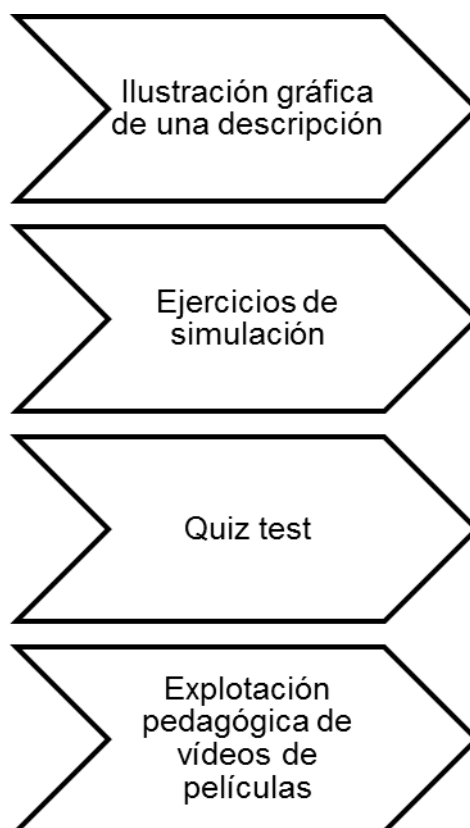 Ilustración gráfica
de una descripción
Ejercicios de
simulación
Quiz test
Explotación
pedagógica de
vídeos de
películas